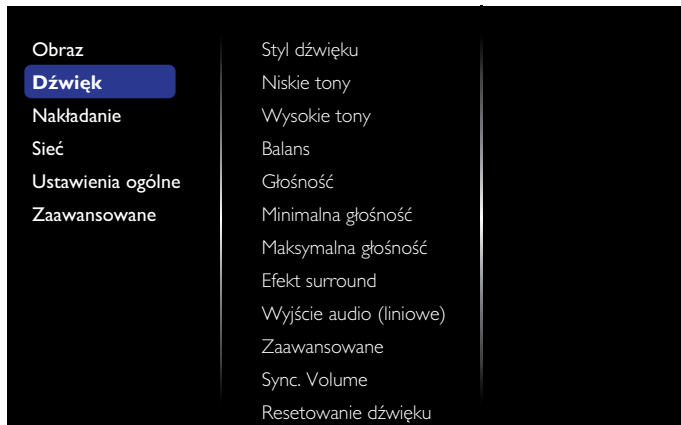 Obraz
Dźwięk
Nakładanie
Sieć
Ustawienia ogólne
Zaawansowane
Styl dźwięku
Niskie tony
Wysokie tony
Balans
Głośność
Minimalna głośność
Maksymalna głośność
Efekt surround
Wyjście audio (liniowe)
Zaawansowane
Sync. Volume
Resetowanie dźwięku